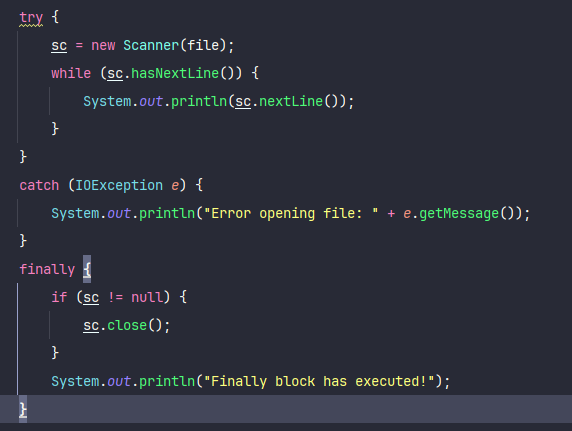 try {
    sc = new Scanner(file);
    while (sc.hasNextLine()) {
        System.out.println(sc.nextLine());
    }
}
catch (IOException e) {
    System.out.println("Error opening file: " + e.getMessage());
}
finally {
    if (sc != null) {
        sc.close();
    }
    System.out.println("Finally block has executed!");
}